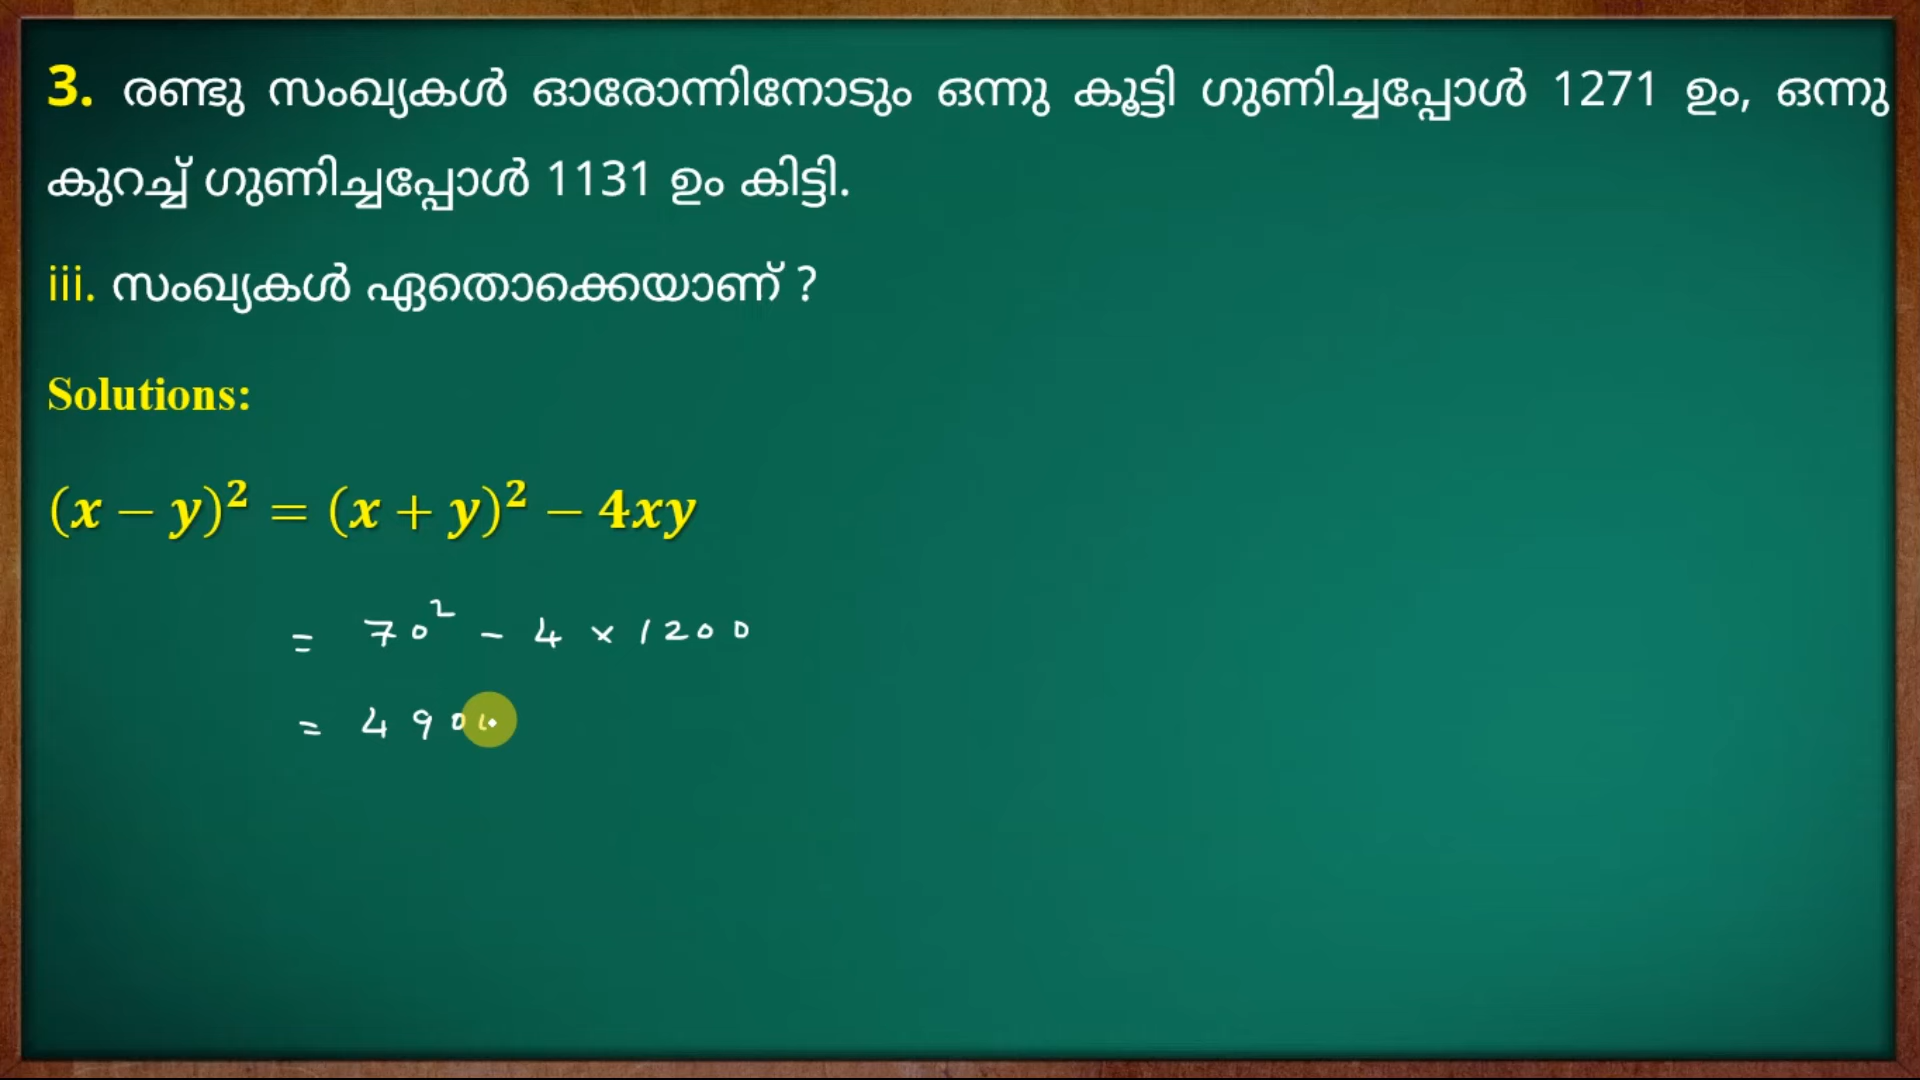 3. രണ്ടു സംഖ്യകൾ ഓരോന്നിനോടും ഒന്നു കൂട്ടി ഗുണിച്ചപ്പോൾ 1271 ഉം, ഒന്നു
കുറച്ച് ഗുണിച്ചപ്പോൾ 1131 ഉം കിട്ടി.
iii. സംഖ്യകൾ ഏതൊക്കെയാണ് ?
Solutions:
(x − y)² = (x + y)² − 4xy
= 70² − 4 × 1200
= 490